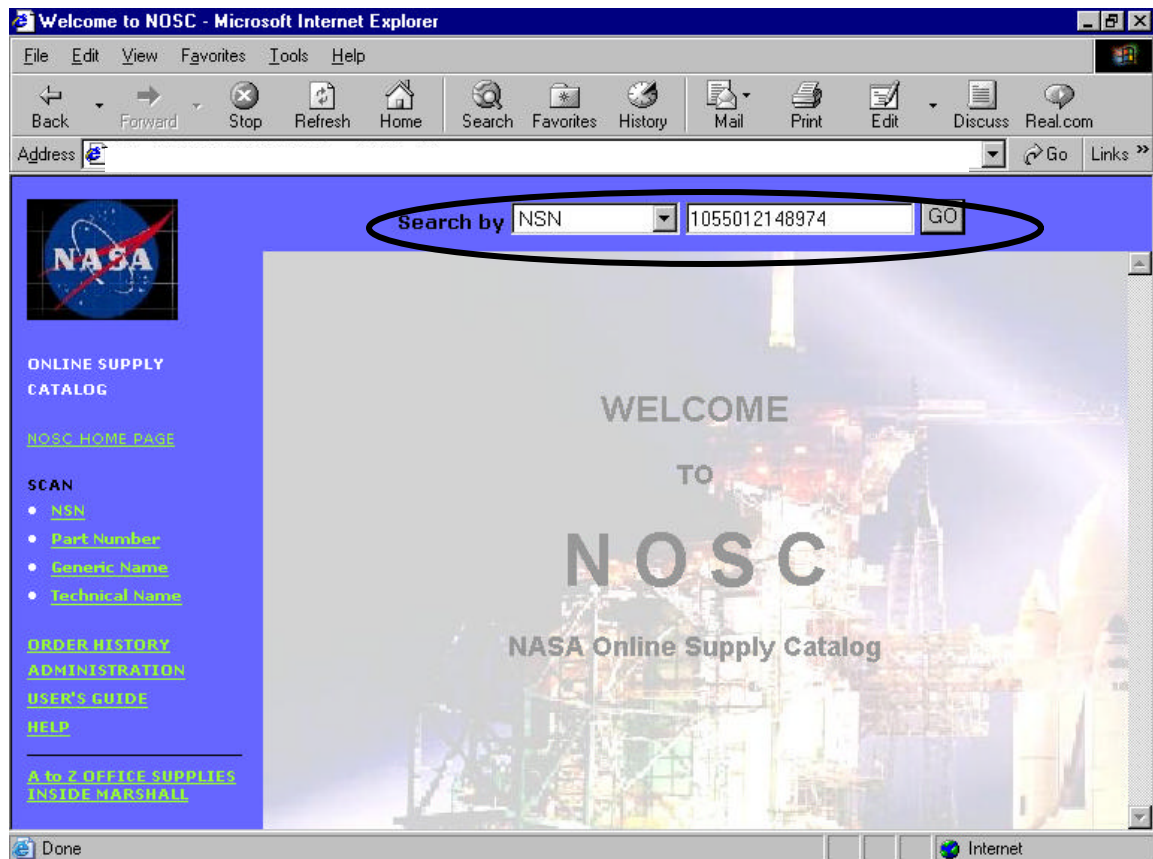 Welcome to NOSC - Microsoft Internet Explorer
File Edit View Favorites Tools Help
Back Forward Stop Refresh Home Search Favorites History Mail Print Edit Discuss Real.com
Address Go Links »
NASA
Search by NSN 1055012148974 GO
ONLINE SUPPLY
CATALOG
NOSC HOME PAGE
SCAN
• NSN
• Part Number
• Generic Name
• Technical Name
ORDER HISTORY
ADMINISTRATION
USER'S GUIDE
HELP
A to Z OFFICE SUPPLIES
INSIDE MARSHALL
WELCOME
TO
N O S C
NASA Online Supply Catalog
Done Internet